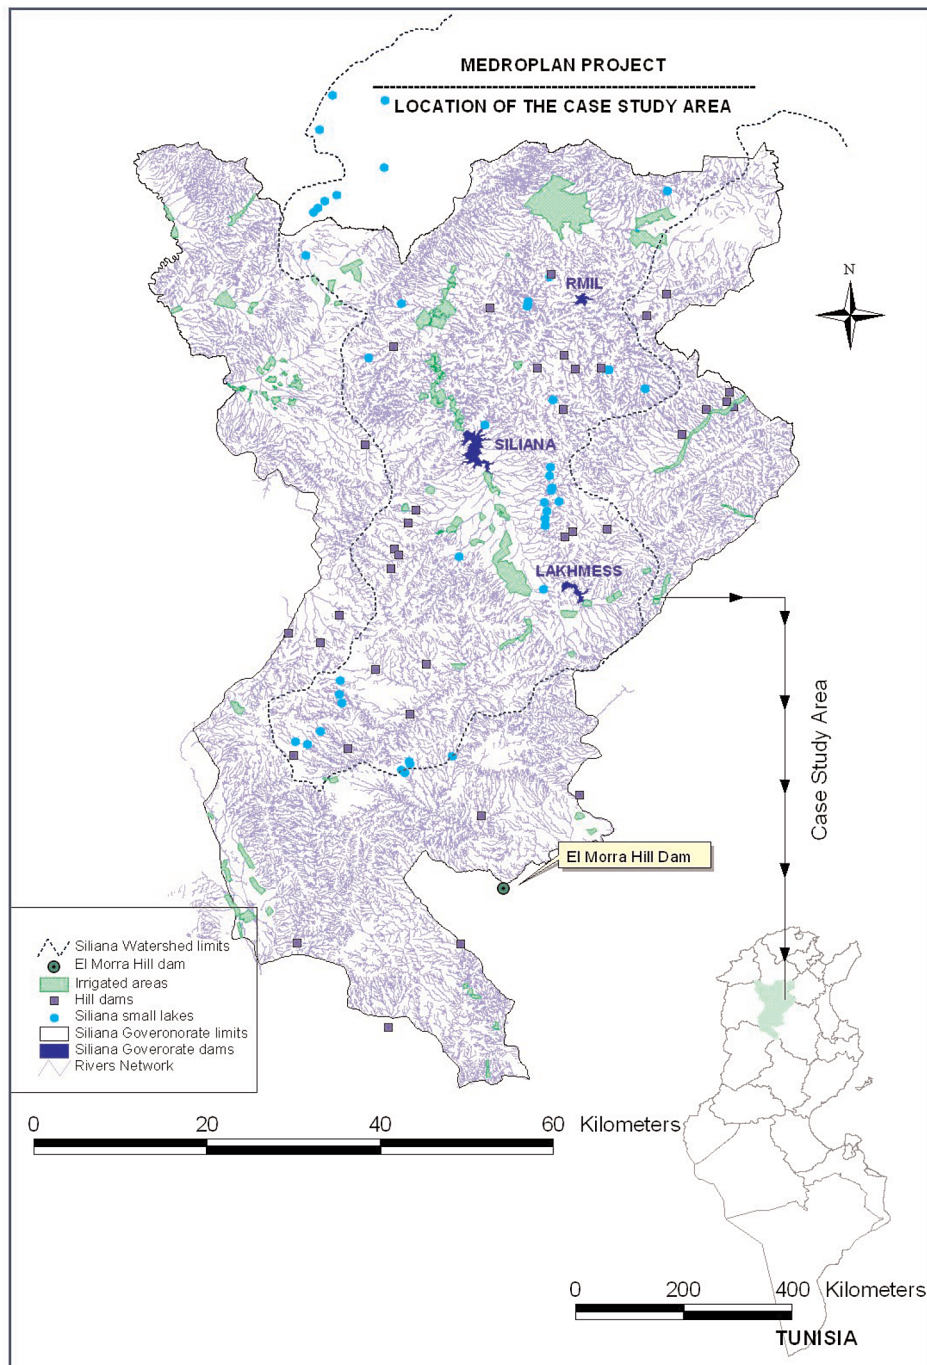 MEDROPLAN PROJECT
LOCATION OF THE CASE STUDY AREA
N
RMIL
SILIANA
LAKHMESS
Case Study Area
El Morra Hill Dam
Siliana Watershed limits
El Morra Hill dam
Irrigated areas
Hill dams
Siliana small lakes
Siliana Goveronorate limits
Siliana Goverorate dams
Rivers Network
0 20 40 60 Kilometers
0 200 400 Kilometers
TUNISIA